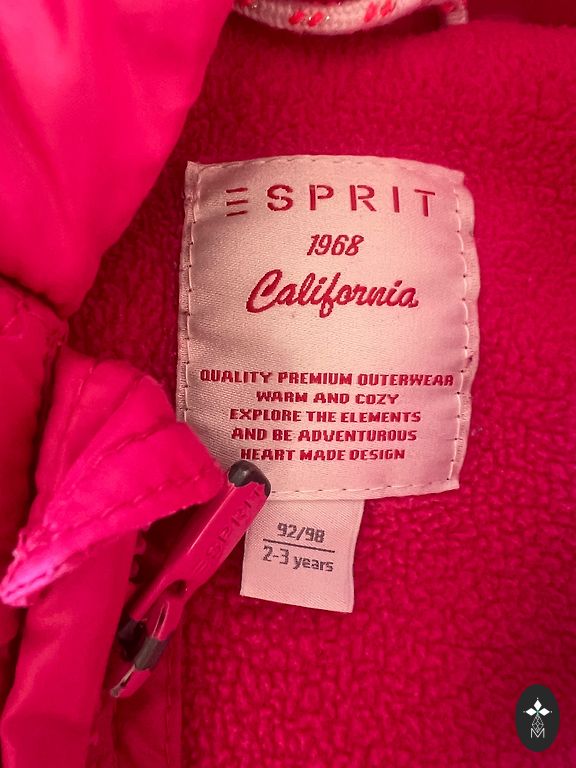 ESPRIT
1968
California
QUALITY PREMIUM OUTERWEAR
WARM AND COZY
EXPLORE THE ELEMENTS
AND BE ADVENTUROUS
HEART MADE DESIGN
ESPRIT
92/98
2-3 years
M